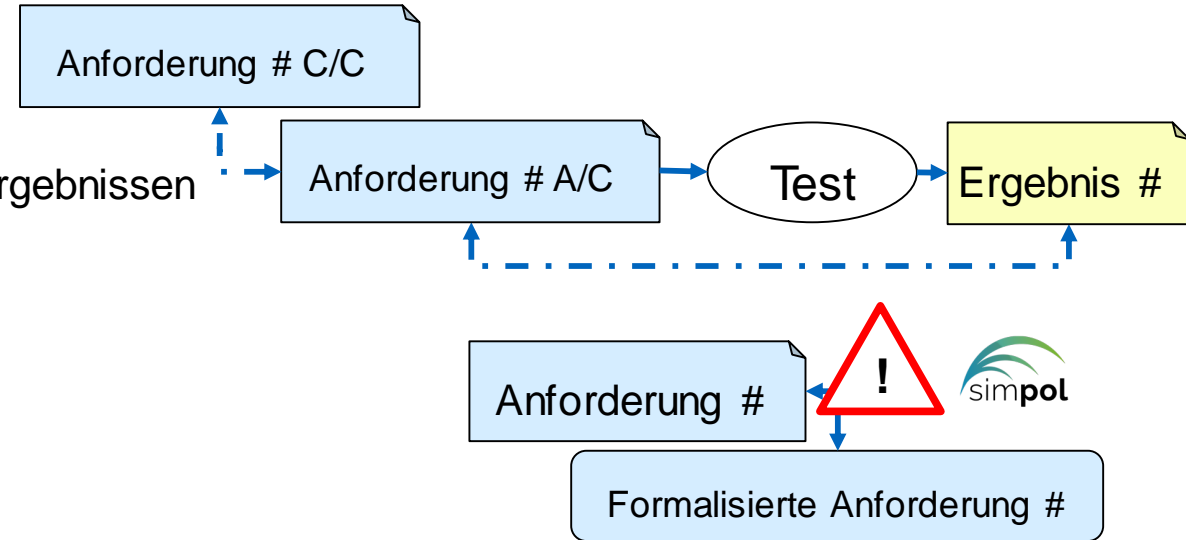 Anforderung # C/C
rgebnissen
Anforderung # A/C
Test
Ergebnis #
Anforderung #
!
simpol
Formalisierte Anforderung #